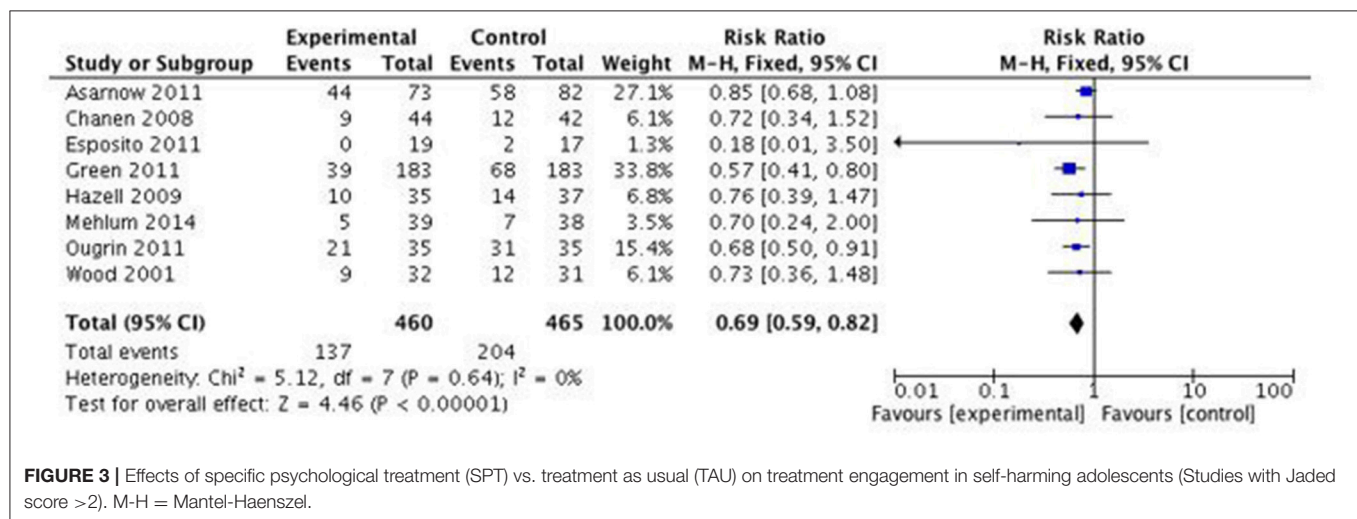 Experimental Control Risk Ratio Risk Ratio
Study or Subgroup Events Total Events Total Weight M-H, Fixed, 95% CI M-H, Fixed, 95% CI
Asarnow 2011 44 73 58 82 27.1% 0.85 [0.68, 1.08]
Chanen 2008 9 44 12 42 6.1% 0.72 [0.34, 1.52]
Esposito 2011 0 19 2 17 1.3% 0.18 [0.01, 3.50]
Green 2011 39 183 68 183 33.8% 0.57 [0.41, 0.80]
Hazell 2009 10 35 14 37 6.8% 0.76 [0.39, 1.47]
Mehlum 2014 5 39 7 38 3.5% 0.70 [0.24, 2.00]
Ougrin 2011 21 35 31 35 15.4% 0.68 [0.50, 0.91]
Wood 2001 9 32 12 31 6.1% 0.73 [0.36, 1.48]
Total (95% CI) 460 465 100.0% 0.69 [0.59, 0.82]
Total events 137 204
Heterogeneity: Chi² = 5.12, df = 7 (P = 0.64); I² = 0%
Test for overall effect: Z = 4.46 (P < 0.00001)
0.01 0.1 1 10 100
Favours [experimental] Favours [control]
FIGURE 3 | Effects of specific psychological treatment (SPT) vs. treatment as usual (TAU) on treatment engagement in self-harming adolescents (Studies with Jaded
score >2). M-H = Mantel-Haenszel.